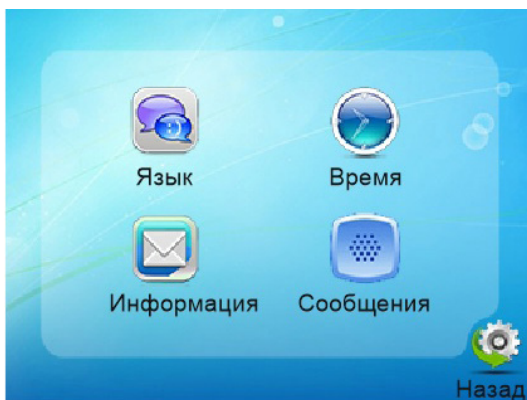 Язык
Время
Информация
Сообщения
Назад